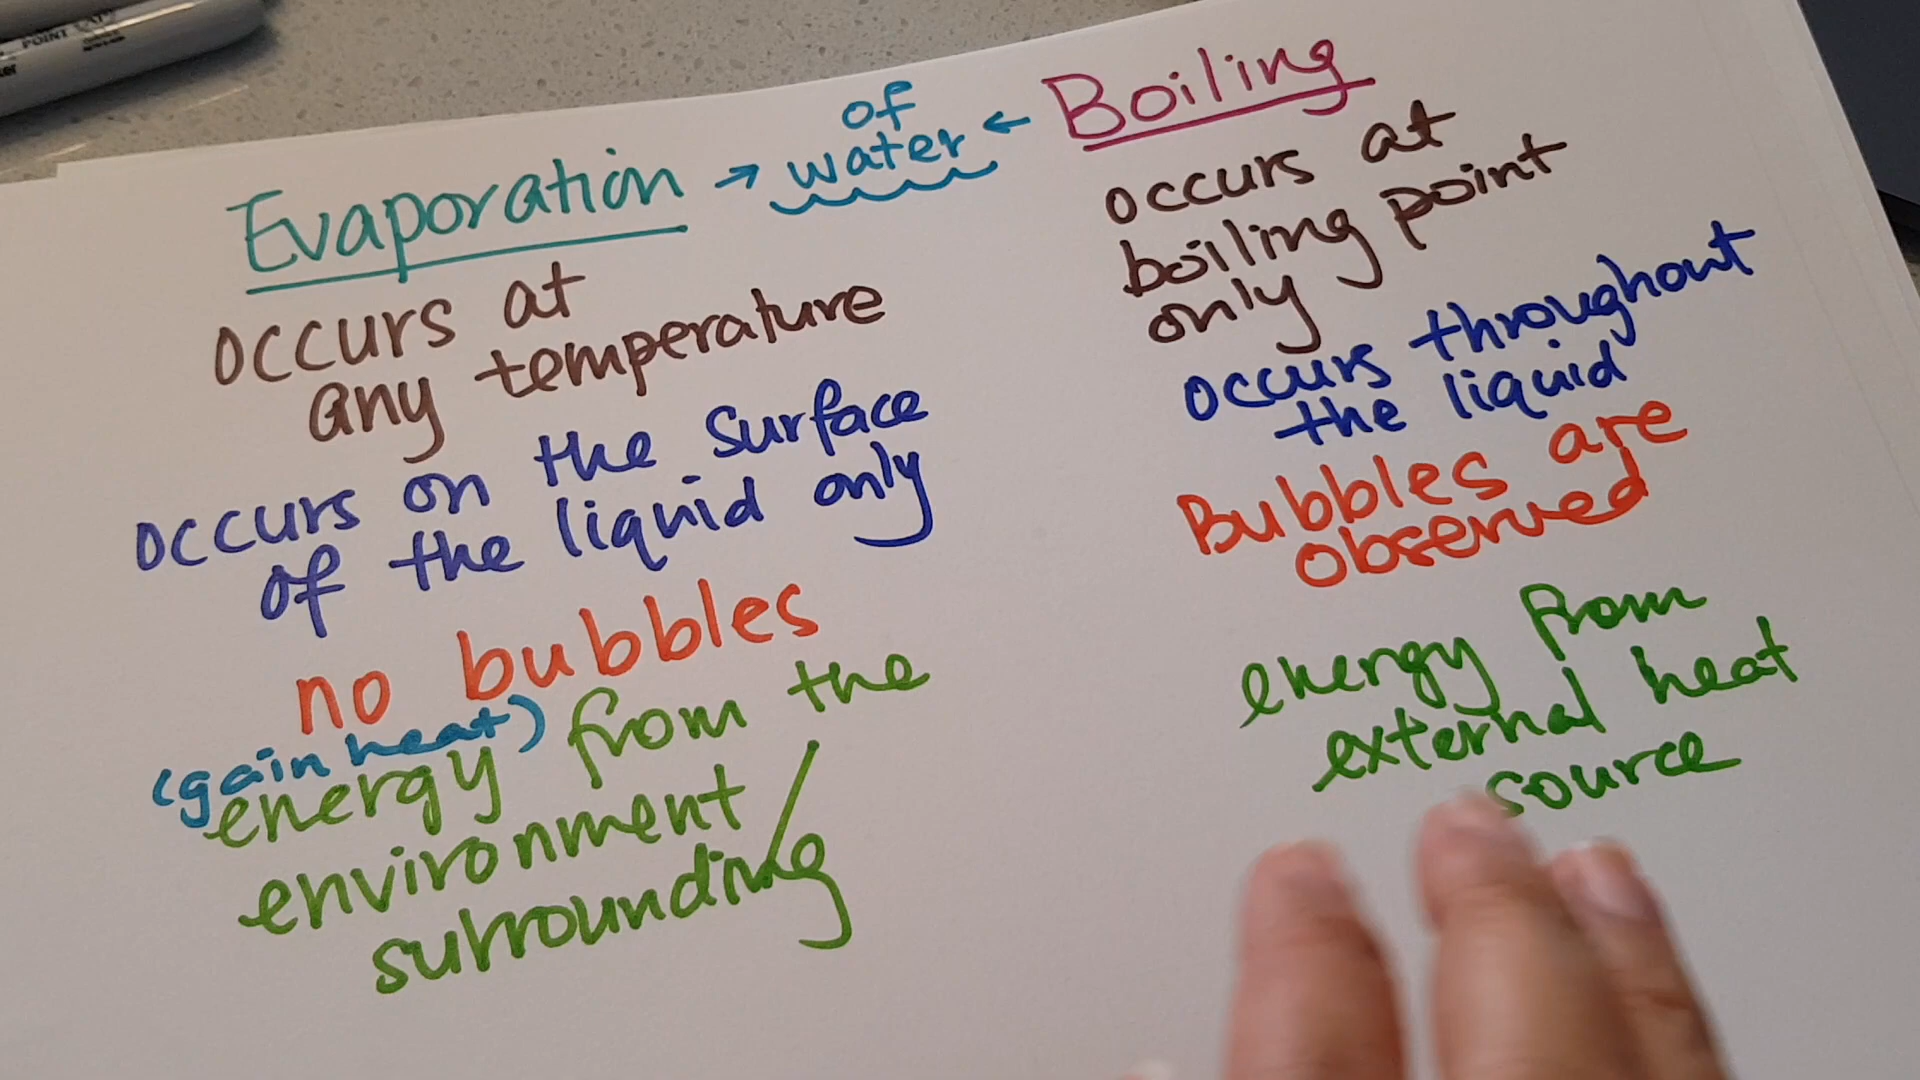 POINT
Evaporation → of water ← Boiling
occurs at
any temperature
occurs on the surface
of the liquid only
no bubbles
(gain heat)
energy from the
environment /
surrounding
occurs at
boiling point
only
occurs throughout
the liquid
Bubbles are
observed
energy from
external heat
source